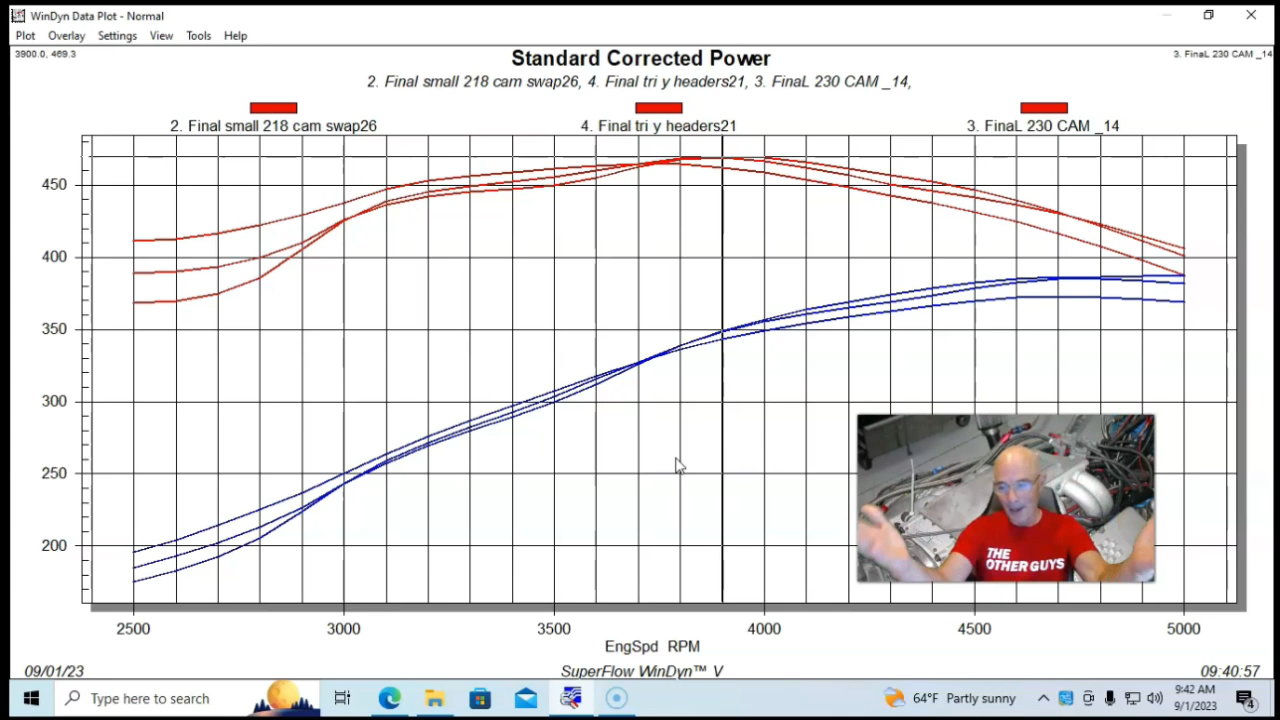 WinDyn Data Plot - Normal
Plot Overlay Settings View Tools Help
3900.0, 469.3
3. FinaL 230 CAM _14
Standard Corrected Power
2. Final small 218 cam swap26, 4. Final tri y headers21, 3. FinaL 230 CAM _14,
2. Final small 218 cam swap26
4. Final tri y headers21
3. FinaL 230 CAM _14
450
400
350
300
250
200
THE
OTHER GUYS
2500 3000 3500 4000 4500 5000
EngSpd RPM
09/01/23
SuperFlow WinDyn™ V
09:40:57
Type here to search
64°F Partly sunny
9:42 AM
9/1/2023
4